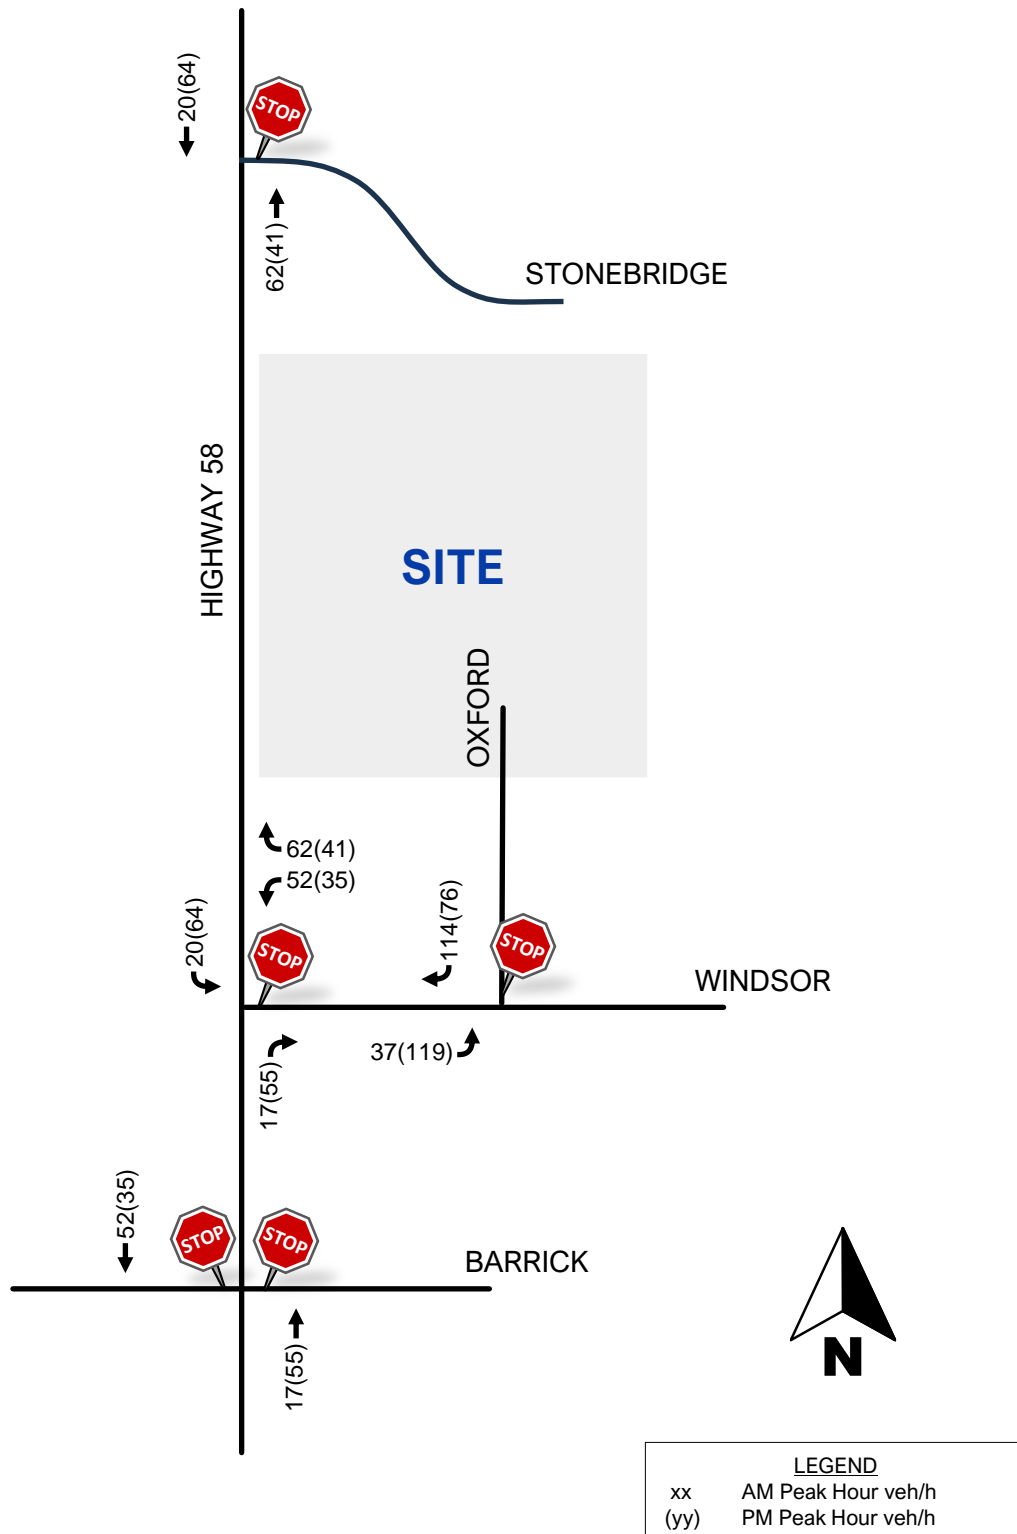 20(64)
STOP
62(41)
STONEBRIDGE
HIGHWAY 58
SITE
OXFORD
62(41)
52(35)
20(64)
STOP
114(76)
STOP
WINDSOR
17(55)
37(119)
52(35)
STOP
STOP
BARRICK
17(55)
N
LEGEND
xx AM Peak Hour veh/h
(yy) PM Peak Hour veh/h